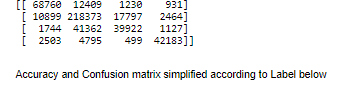 [[ 68760 12409 1230 931]
[ 10899 218373 17797 2464]
[ 1744 41362 39922 1127]
[ 2503 4795 499 42183]]
Accuracy and Confusion matrix simplified according to Label below